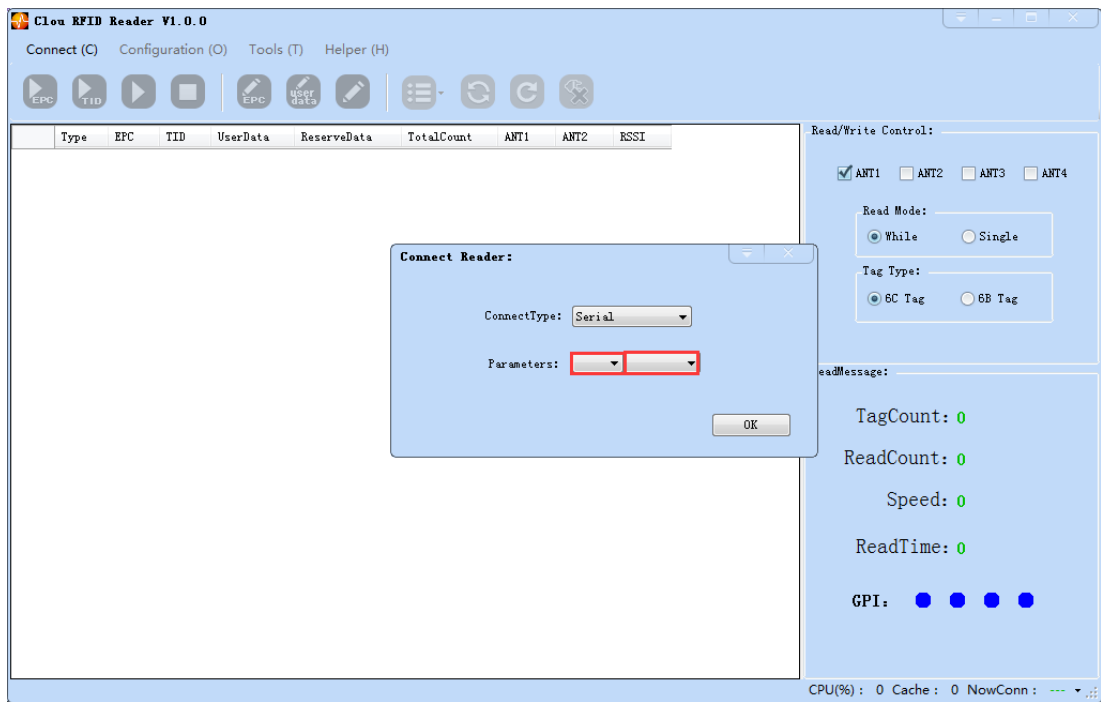 Clou RFID Reader V1.0.0
Connect (C) Configuration (O) Tools (T) Helper (H)
EPC TID EPC user data
Type EPC TID UserData ReserveData TotalCount ANT1 ANT2 RSSI
Read/Write Control:
ANT1 ANT2 ANT3 ANT4
Read Mode:
While Single
Tag Type:
6C Tag 6B Tag
Connect Reader:
ConnectType: Serial
Parameters:
OK
eadMessage:
TagCount: 0
ReadCount: 0
Speed: 0
ReadTime: 0
GPI:
CPU(%) : 0 Cache : 0 NowConn : ---